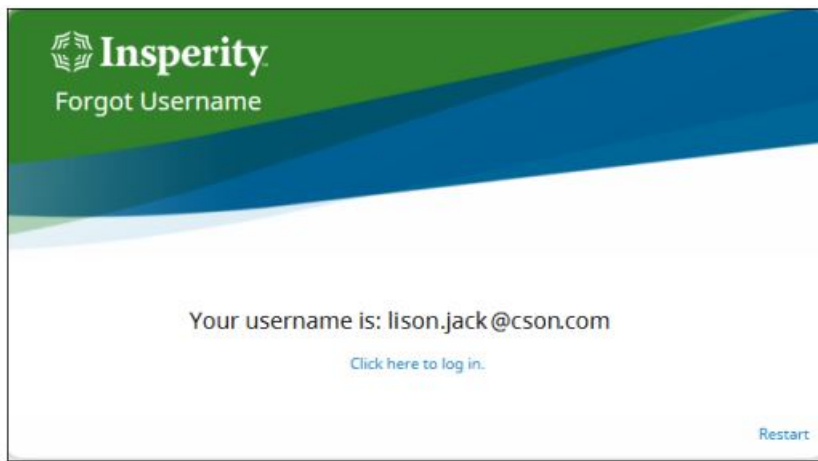 Insperity
Forgot Username
Your username is: lison.jack@cson.com
Click here to log in.
Restart